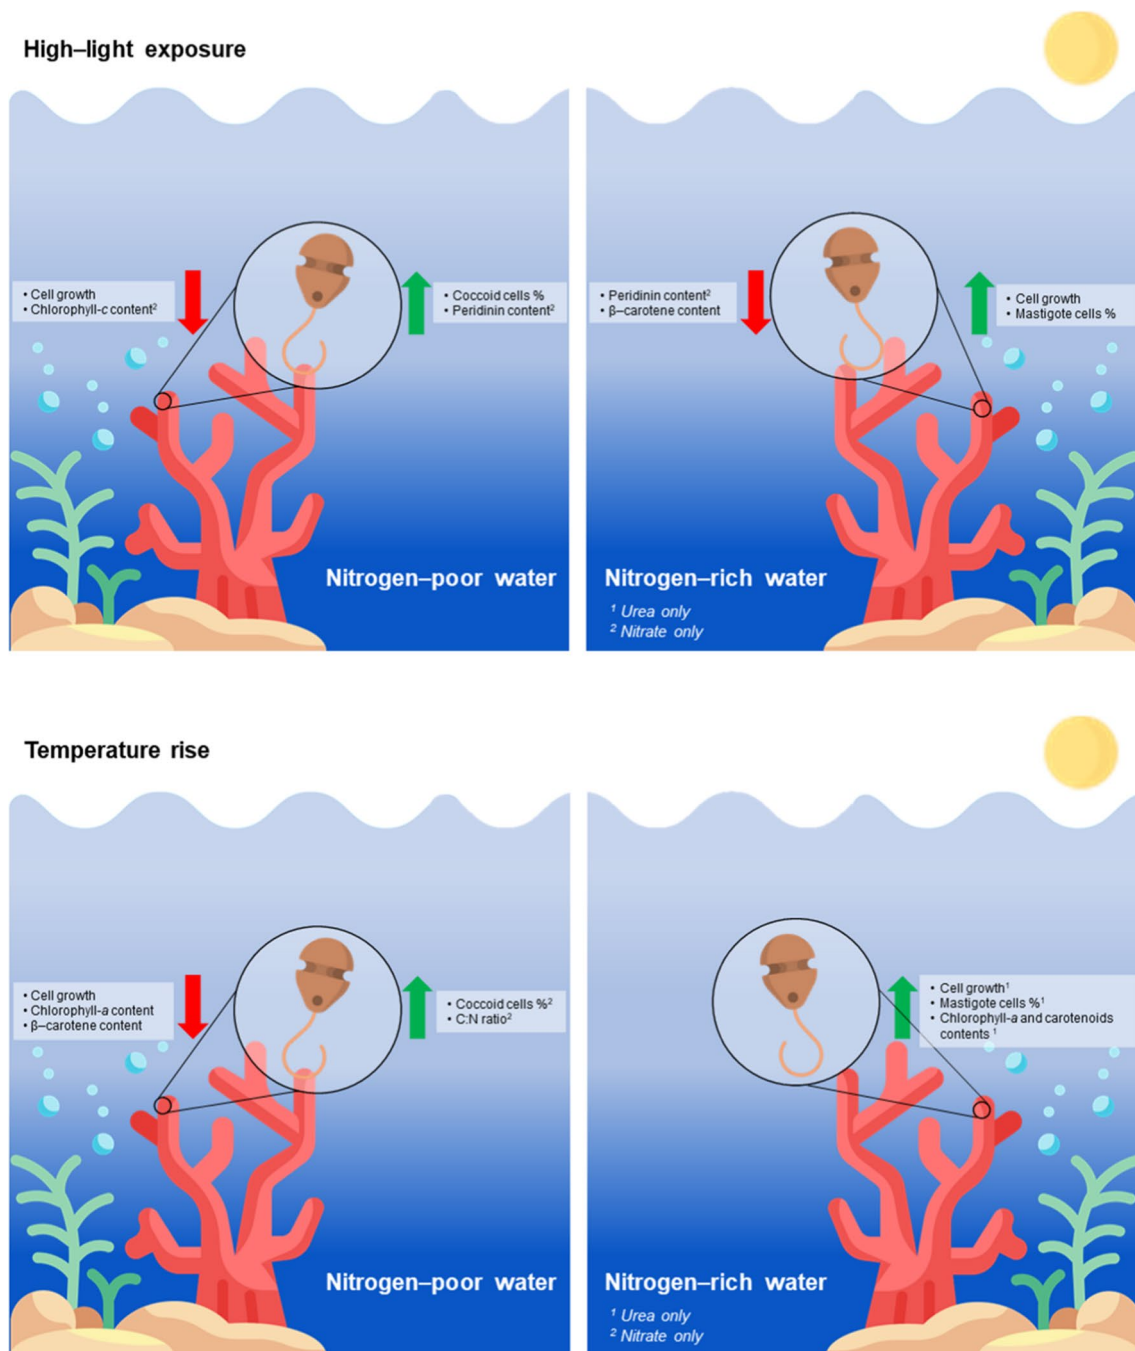 High–light exposure
• Cell growth
• Chlorophyll-c content²
• Coccoid cells %
• Peridinin content²
Nitrogen–poor water
• Peridinin content²
• β–carotene content
• Cell growth
• Mastigote cells %
Nitrogen–rich water
¹ Urea only
² Nitrate only
Temperature rise
• Cell growth
• Chlorophyll-a content
• β–carotene content
• Coccoid cells %²
• C:N ratio²
Nitrogen–poor water
• Cell growth¹
• Mastigote cells %¹
• Chlorophyll-a and carotenoids
contents ¹
Nitrogen–rich water
¹ Urea only
² Nitrate only